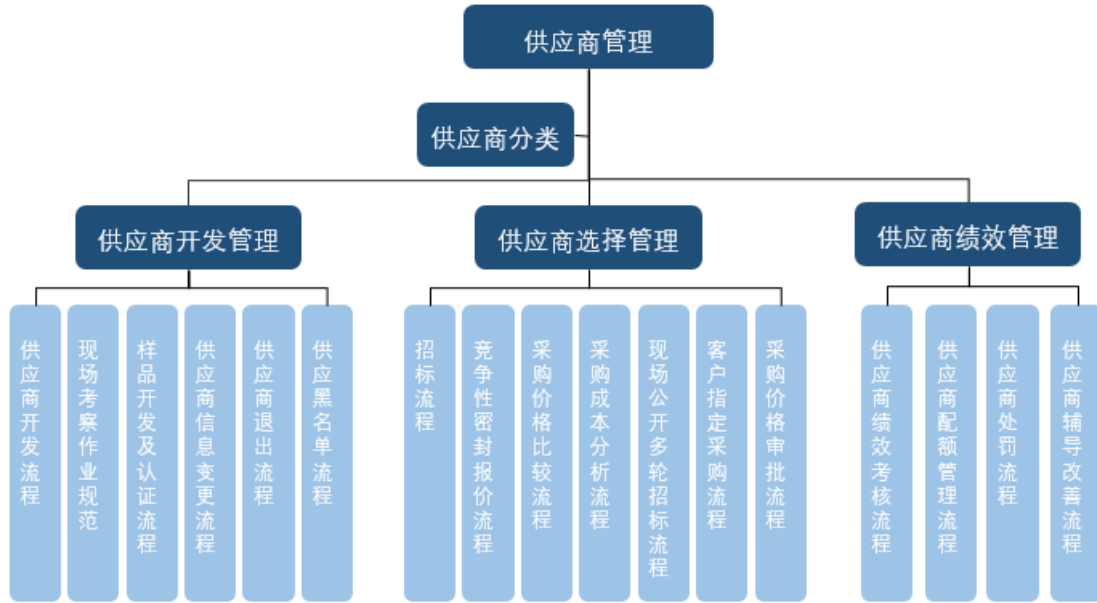 供应商管理
供应商分类
供应商开发管理
供应商选择管理
供应商绩效管理
供应商开发流程
现场考察作业规范
样品开发及认证流程
供应商信息变更流程
供应商退出流程
供应黑名单流程
招标流程
竞争性密封报价流程
采购价格比较流程
采购成本分析流程
现场公开多轮招标流程
客户指定采购流程
采购价格审批流程
供应商绩效考核流程
供应商配额管理流程
供应商处罚流程
供应商辅导改善流程